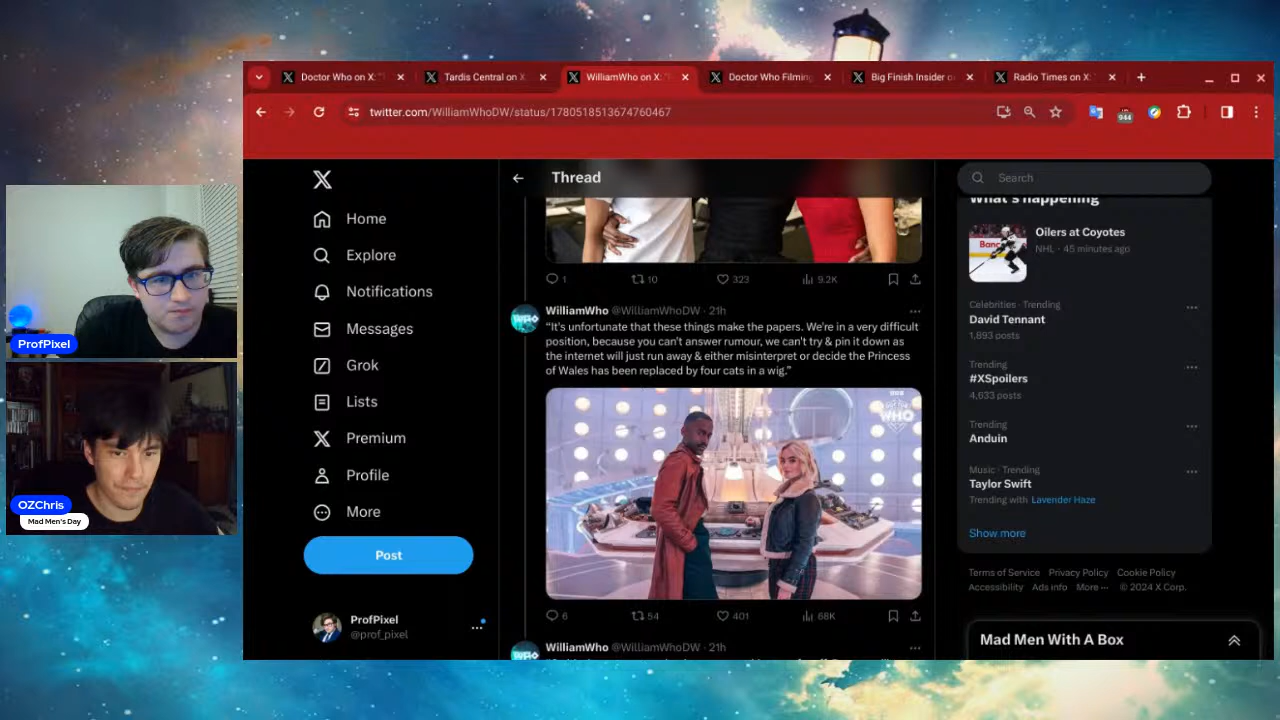 Doctor Who on X: "
Tardis Central on X
WilliamWho on X: "
Doctor Who Filming
Big Finish Insider o
Radio Times on X:
twitter.com/WilliamWhoDW/status/1780518513674760467
944
Thread
Search
Home
Explore
Notifications
Messages
Grok
Lists
Premium
Profile
More
Post
ProfPixel
@prof_pixel
1
10
323
9.2K
WilliamWho @WilliamWhoDW · 21h
“It's unfortunate that these things make the papers. We're in a very difficult
position, because you can't answer rumour, we can't try & pin it down as
the internet will just run away & either misinterpret or decide the Princess
of Wales has been replaced by four cats in a wig.”
WHO
6
54
401
68K
WilliamWho @WilliamWhoDW · 21h
What's happening
Oilers at Coyotes
NHL · 45 minutes ago
Celebrities · Trending
David Tennant
1,893 posts
Trending
#XSpoilers
4,633 posts
Trending
Anduin
Music · Trending
Taylor Swift
Trending with Lavender Haze
Show more
Terms of Service Privacy Policy Cookie Policy
Accessibility Ads info More ··· © 2024 X Corp.
Mad Men With A Box
ProfPixel
OZChris
Mad Men's Day